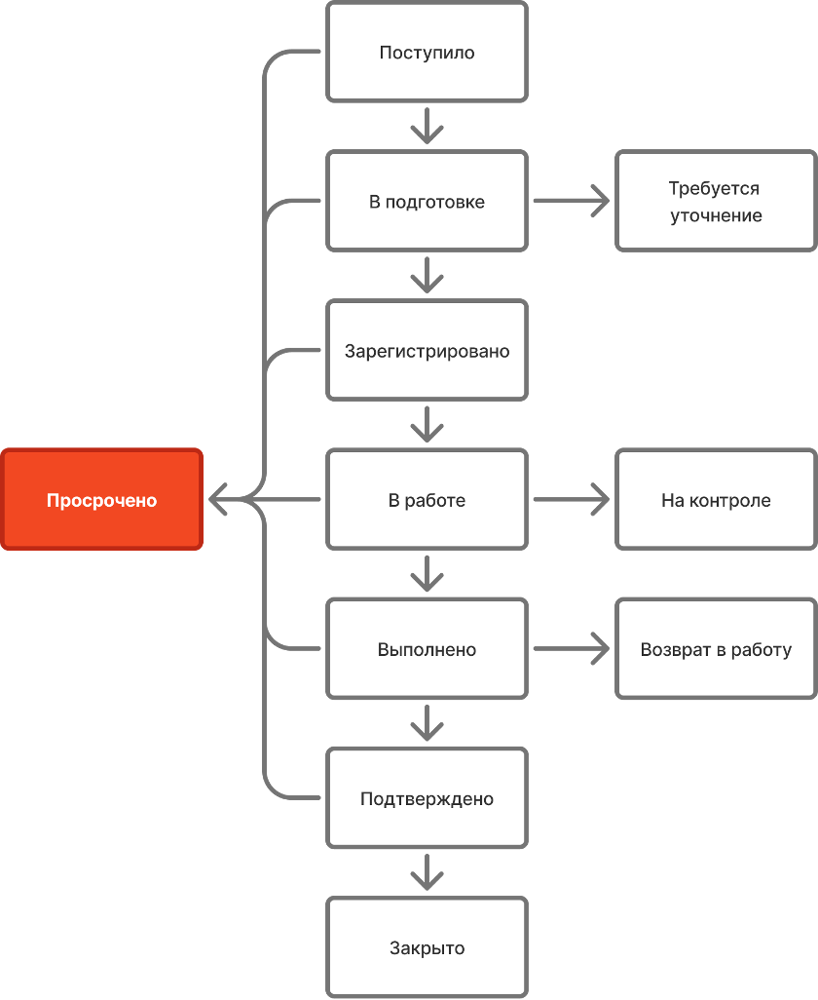 Поступило
В подготовке
Требуется
уточнение
Зарегистрировано
Просрочено
В работе
На контроле
Выполнено
Возврат в работу
Подтверждено
Закрыто